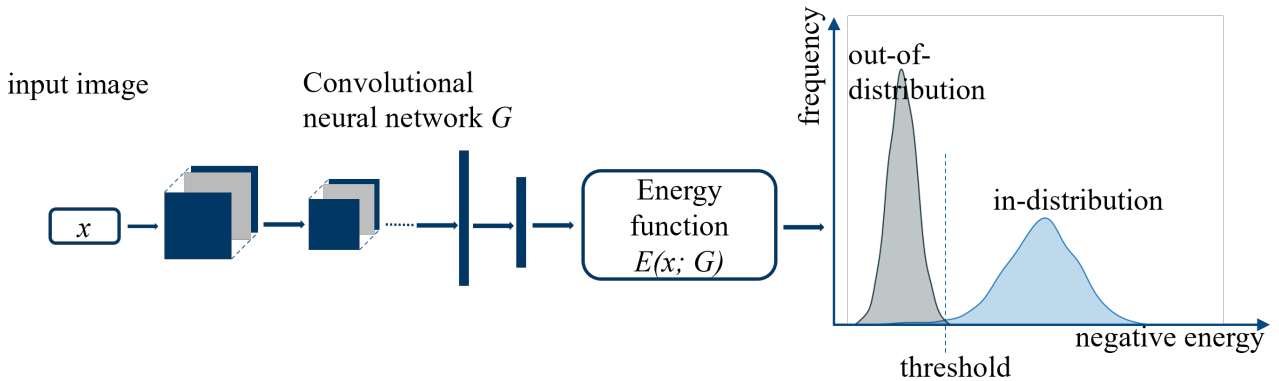 input image
x
Convolutional
neural network G
Energy
function
E(x; G)
frequency
out-of-
distribution
in-distribution
negative energy
threshold